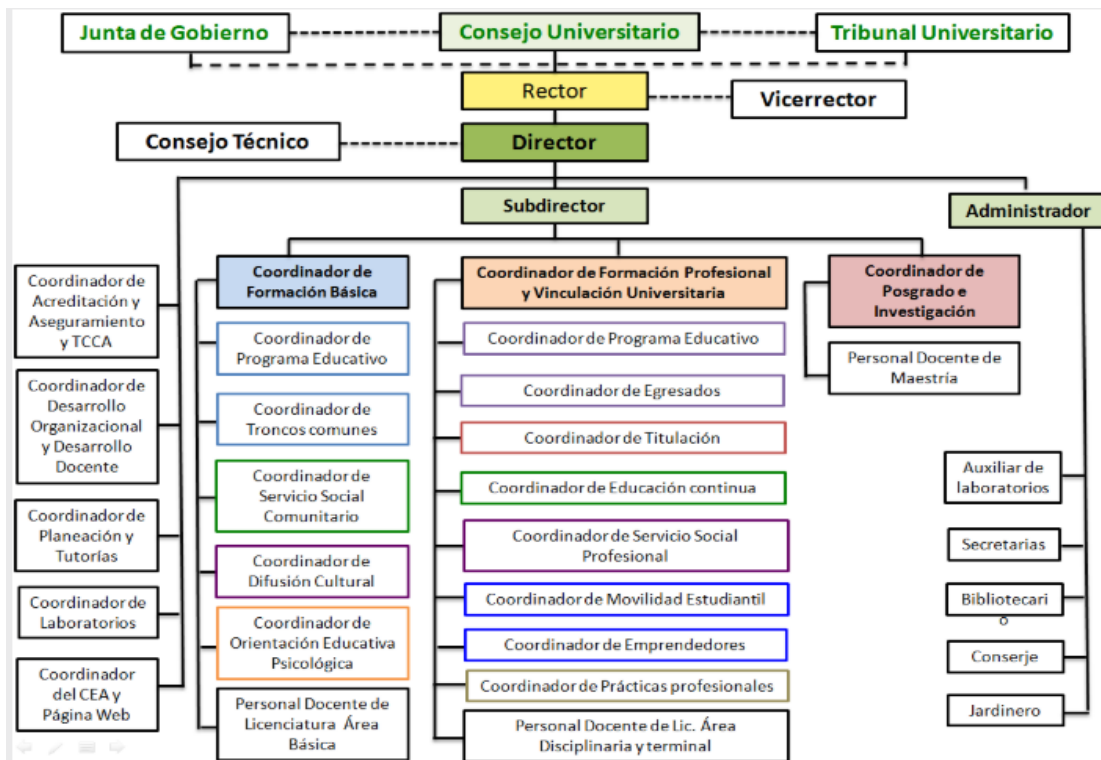 Junta de Gobierno
Consejo Universitario
Tribunal Universitario
Rector
Vicerrector
Consejo Técnico
Director
Subdirector
Administrador
Coordinador de
Acreditación y
Aseguramiento
y TCCA
Coordinador de
Desarrollo
Organizacional
y Desarrollo
Docente
Coordinador de
Planeación y
Tutorías
Coordinador de
Laboratorios
Coordinador
del CEA y
Página Web
Coordinador de
Formación Básica
Coordinador de
Programa Educativo
Coordinador de
Troncos comunes
Coordinador de
Servicio Social
Comunitario
Coordinador de
Difusión Cultural
Coordinador de
Orientación Educativa
Psicológica
Personal Docente de
Licenciatura Área
Básica
Coordinador de Formación Profesional
y Vinculación Universitaria
Coordinador de Programa Educativo
Coordinador de Egresados
Coordinador de Titulación
Coordinador de Educación continua
Coordinador de Servicio Social
Profesional
Coordinador de Movilidad Estudiantil
Coordinador de Emprendedores
Coordinador de Prácticas profesionales
Personal Docente de Lic. Área
Disciplinaria y terminal
Coordinador de
Posgrado e
Investigación
Personal Docente de
Maestría
Auxiliar de
laboratorios
Secretarias
Bibliotecari
o
Conserje
Jardinero